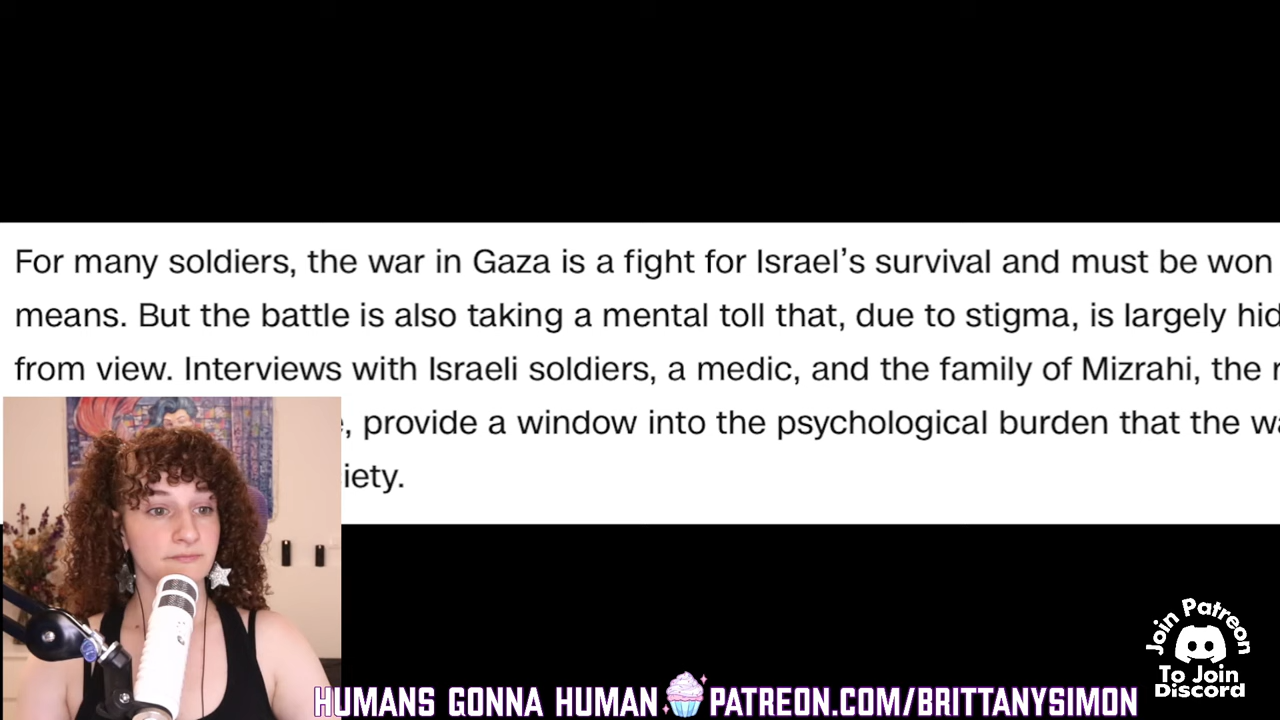 For many soldiers, the war in Gaza is a fight for Israel’s survival and must be won
means. But the battle is also taking a mental toll that, due to stigma, is largely hid
from view. Interviews with Israeli soldiers, a medic, and the family of Mizrahi, the
, provide a window into the psychological burden that the wa
iety.
Join Patreon
To Join
Discord
HUMANS GONNA HUMAN PATREON.COM/BRITTANYSIMON